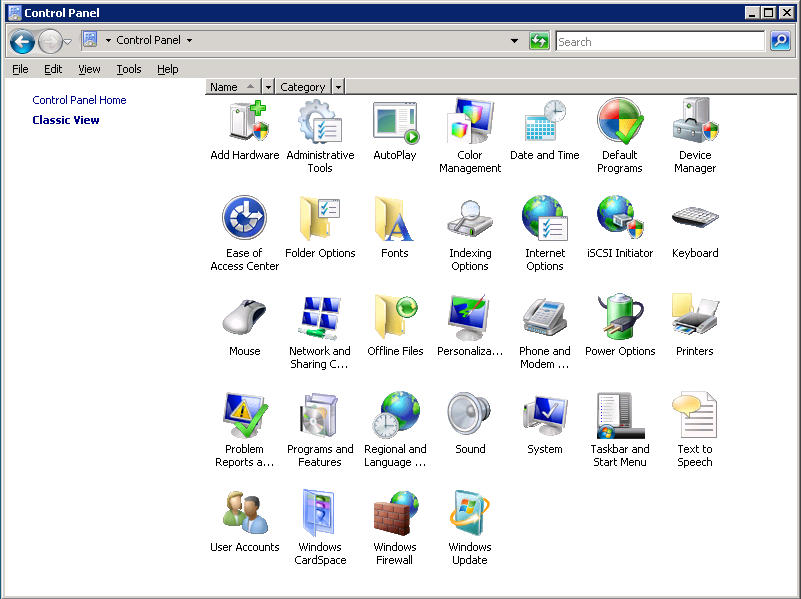 Control Panel
Control Panel
Search
File Edit View Tools Help
Name Category
Control Panel Home
Classic View
Add Hardware
Administrative
Tools
AutoPlay
Color
Management
Date and Time
Default
Programs
Device
Manager
Ease of
Access Center
Folder Options
Fonts
Indexing
Options
Internet
Options
iSCSI Initiator
Keyboard
Mouse
Network and
Sharing C...
Offline Files
Personaliza...
Phone and
Modem ...
Power Options
Printers
Problem
Reports a...
Programs and
Features
Regional and
Language ...
Sound
System
Taskbar and
Start Menu
Text to
Speech
User Accounts
Windows
CardSpace
Windows
Firewall
Windows
Update